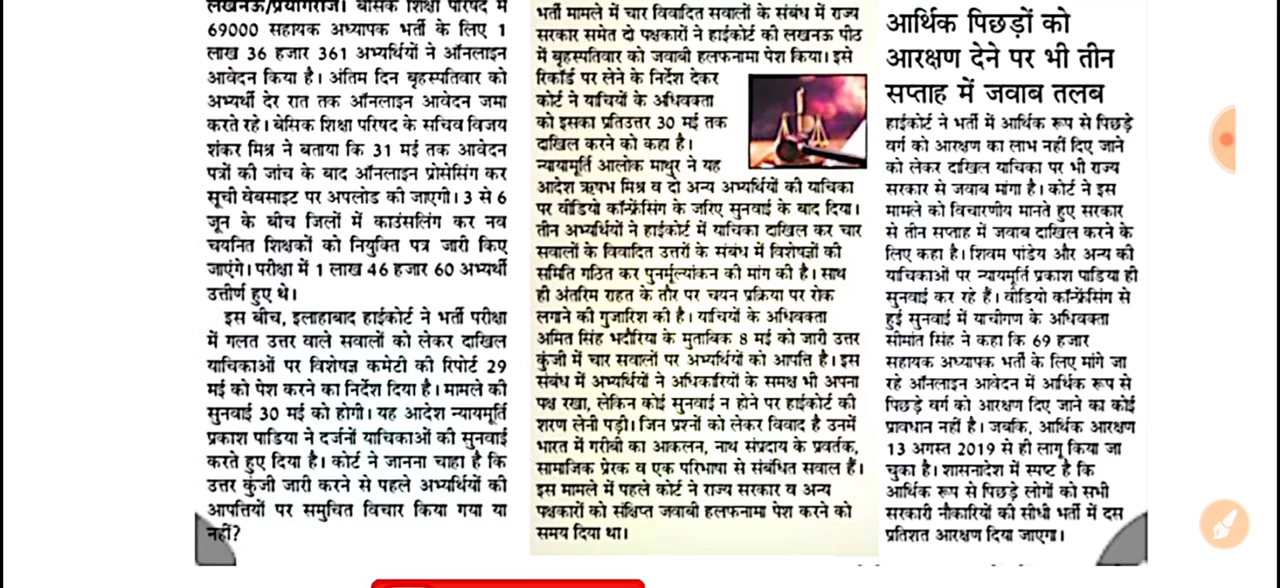 लखनऊ/प्रयागराज। बेसिक शिक्षा परिषद में
69000 सहायक अध्यापक भर्ती के लिए 1
लाख 36 हजार 361 अभ्यर्थियों ने ऑनलाइन
आवेदन किया है। अंतिम दिन बृहस्पतिवार को
अभ्यर्थी देर रात तक ऑनलाइन आवेदन जमा
करते रहे। बेसिक शिक्षा परिषद के सचिव विजय
शंकर मिश्र ने बताया कि 31 मई तक आवेदन
पत्रों की जांच के बाद ऑनलाइन प्रोसेसिंग कर
सूची वेबसाइट पर अपलोड की जाएगी। 3 से 6
जून के बीच जिलों में काउंसलिंग कर नव
चयनित शिक्षकों को नियुक्ति पत्र जारी किए
जाएंगे। परीक्षा में 1 लाख 46 हजार 60 अभ्यर्थी
उत्तीर्ण हुए थे।
इस बीच, इलाहाबाद हाईकोर्ट ने भर्ती परीक्षा
में गलत उत्तर वाले सवालों को लेकर दाखिल
याचिकाओं पर विशेषज्ञ कमेटी की रिपोर्ट 29
मई को पेश करने का निर्देश दिया है। मामले की
सुनवाई 30 मई को होगी। यह आदेश न्यायमूर्ति
प्रकाश पाडिया ने दर्जनों याचिकाओं की सुनवाई
करते हुए दिया है। कोर्ट ने जानना चाहा है कि
उत्तर कुंजी जारी करने से पहले अभ्यर्थियों की
आपत्तियों पर समुचित विचार किया गया या
नहीं?
भर्ती मामले में चार विवादित सवालों के संबंध में राज्य
सरकार समेत दो पक्षकारों ने हाईकोर्ट की लखनऊ पीठ
में बृहस्पतिवार को जवाबी हलफनामा पेश किया। इसे
रिकॉर्ड पर लेने के निर्देश देकर
कोर्ट ने याचियों के अधिवक्ता
को इसका प्रतिउत्तर 30 मई तक
दाखिल करने को कहा है।
न्यायामूर्ति आलोक माथुर ने यह
आदेश ऋषभ मिश्र व दो अन्य अभ्यर्थियों की याचिका
पर वीडियो कॉन्फ्रेंसिंग के जरिए सुनवाई के बाद दिया।
तीन अभ्यर्थियों ने हाईकोर्ट में याचिका दाखिल कर चार
सवालों के विवादित उत्तरों के संबंध में विशेषज्ञों की
समिति गठित कर पुनर्मूल्यांकन की मांग की है। साथ
ही अंतरिम राहत के तौर पर चयन प्रक्रिया पर रोक
लगाने की गुजारिश की है। याचियों के अधिवक्ता
अमित सिंह भदौरिया के मुताबिक 8 मई को जारी उत्तर
कुंजी में चार सवालों पर अभ्यर्थियों को आपत्ति है। इस
संबंध में अभ्यर्थियों ने अधिकारियों के समक्ष भी अपना
पक्ष रखा, लेकिन कोई सुनवाई न होने पर हाईकोर्ट की
शरण लेनी पड़ी। जिन प्रश्नों को लेकर विवाद है उनमें
भारत में गरीबी का आकलन, नाथ संप्रदाय के प्रवर्तक,
सामाजिक प्रेरक व एक परिभाषा से संबंधित सवाल हैं।
इस मामले में पहले कोर्ट ने राज्य सरकार व अन्य
पक्षकारों को संक्षिप्त जवाबी हलफनामा पेश करने को
समय दिया था।
आर्थिक पिछड़ों को
आरक्षण देने पर भी तीन
सप्ताह में जवाब तलब
हाईकोर्ट ने भर्ती में आर्थिक रूप से पिछड़े
वर्ग को आरक्षण का लाभ नहीं दिए जाने
को लेकर दाखिल याचिका पर भी राज्य
सरकार से जवाब मांगा है। कोर्ट ने इस
मामले को विचारणीय मानते हुए सरकार
से तीन सप्ताह में जवाब दाखिल करने के
लिए कहा है। शिवम पांडेय और अन्य की
याचिकाओं पर न्यायमूर्ति प्रकाश पाडिया ही
सुनवाई कर रहे हैं। वीडियो कॉन्फ्रेंसिंग से
हुई सुनवाई में याचीगण के अधिवक्ता
सीमांत सिंह ने कहा कि 69 हजार
सहायक अध्यापक भर्ती के लिए मांगे जा
रहे ऑनलाइन आवेदन में आर्थिक रूप से
पिछड़े वर्ग को आरक्षण दिए जाने का कोई
प्रावधान नहीं है। जबकि, आर्थिक आरक्षण
13 अगस्त 2019 से ही लागू किया जा
चुका है। शासनादेश में स्पष्ट है कि
आर्थिक रूप से पिछड़े लोगों को सभी
सरकारी नौकारियों की सीधी भर्ती में दस
प्रतिशत आरक्षण दिया जाएगा।